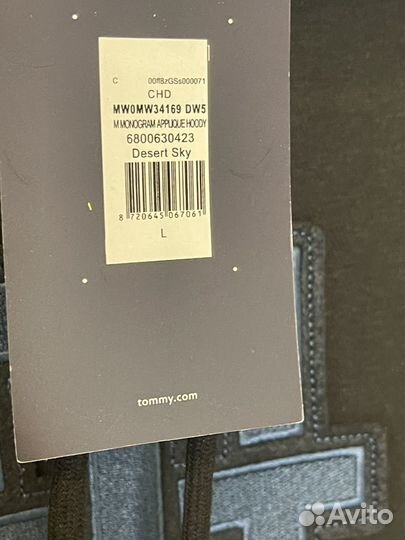 C 00ff8zGSs000071
CHD
MW0MW34169 DW5
M MONOGRAM APPLIQUE HOODY
6800630423
Desert Sky
8 720645 067061
L
tommy.com
Avito